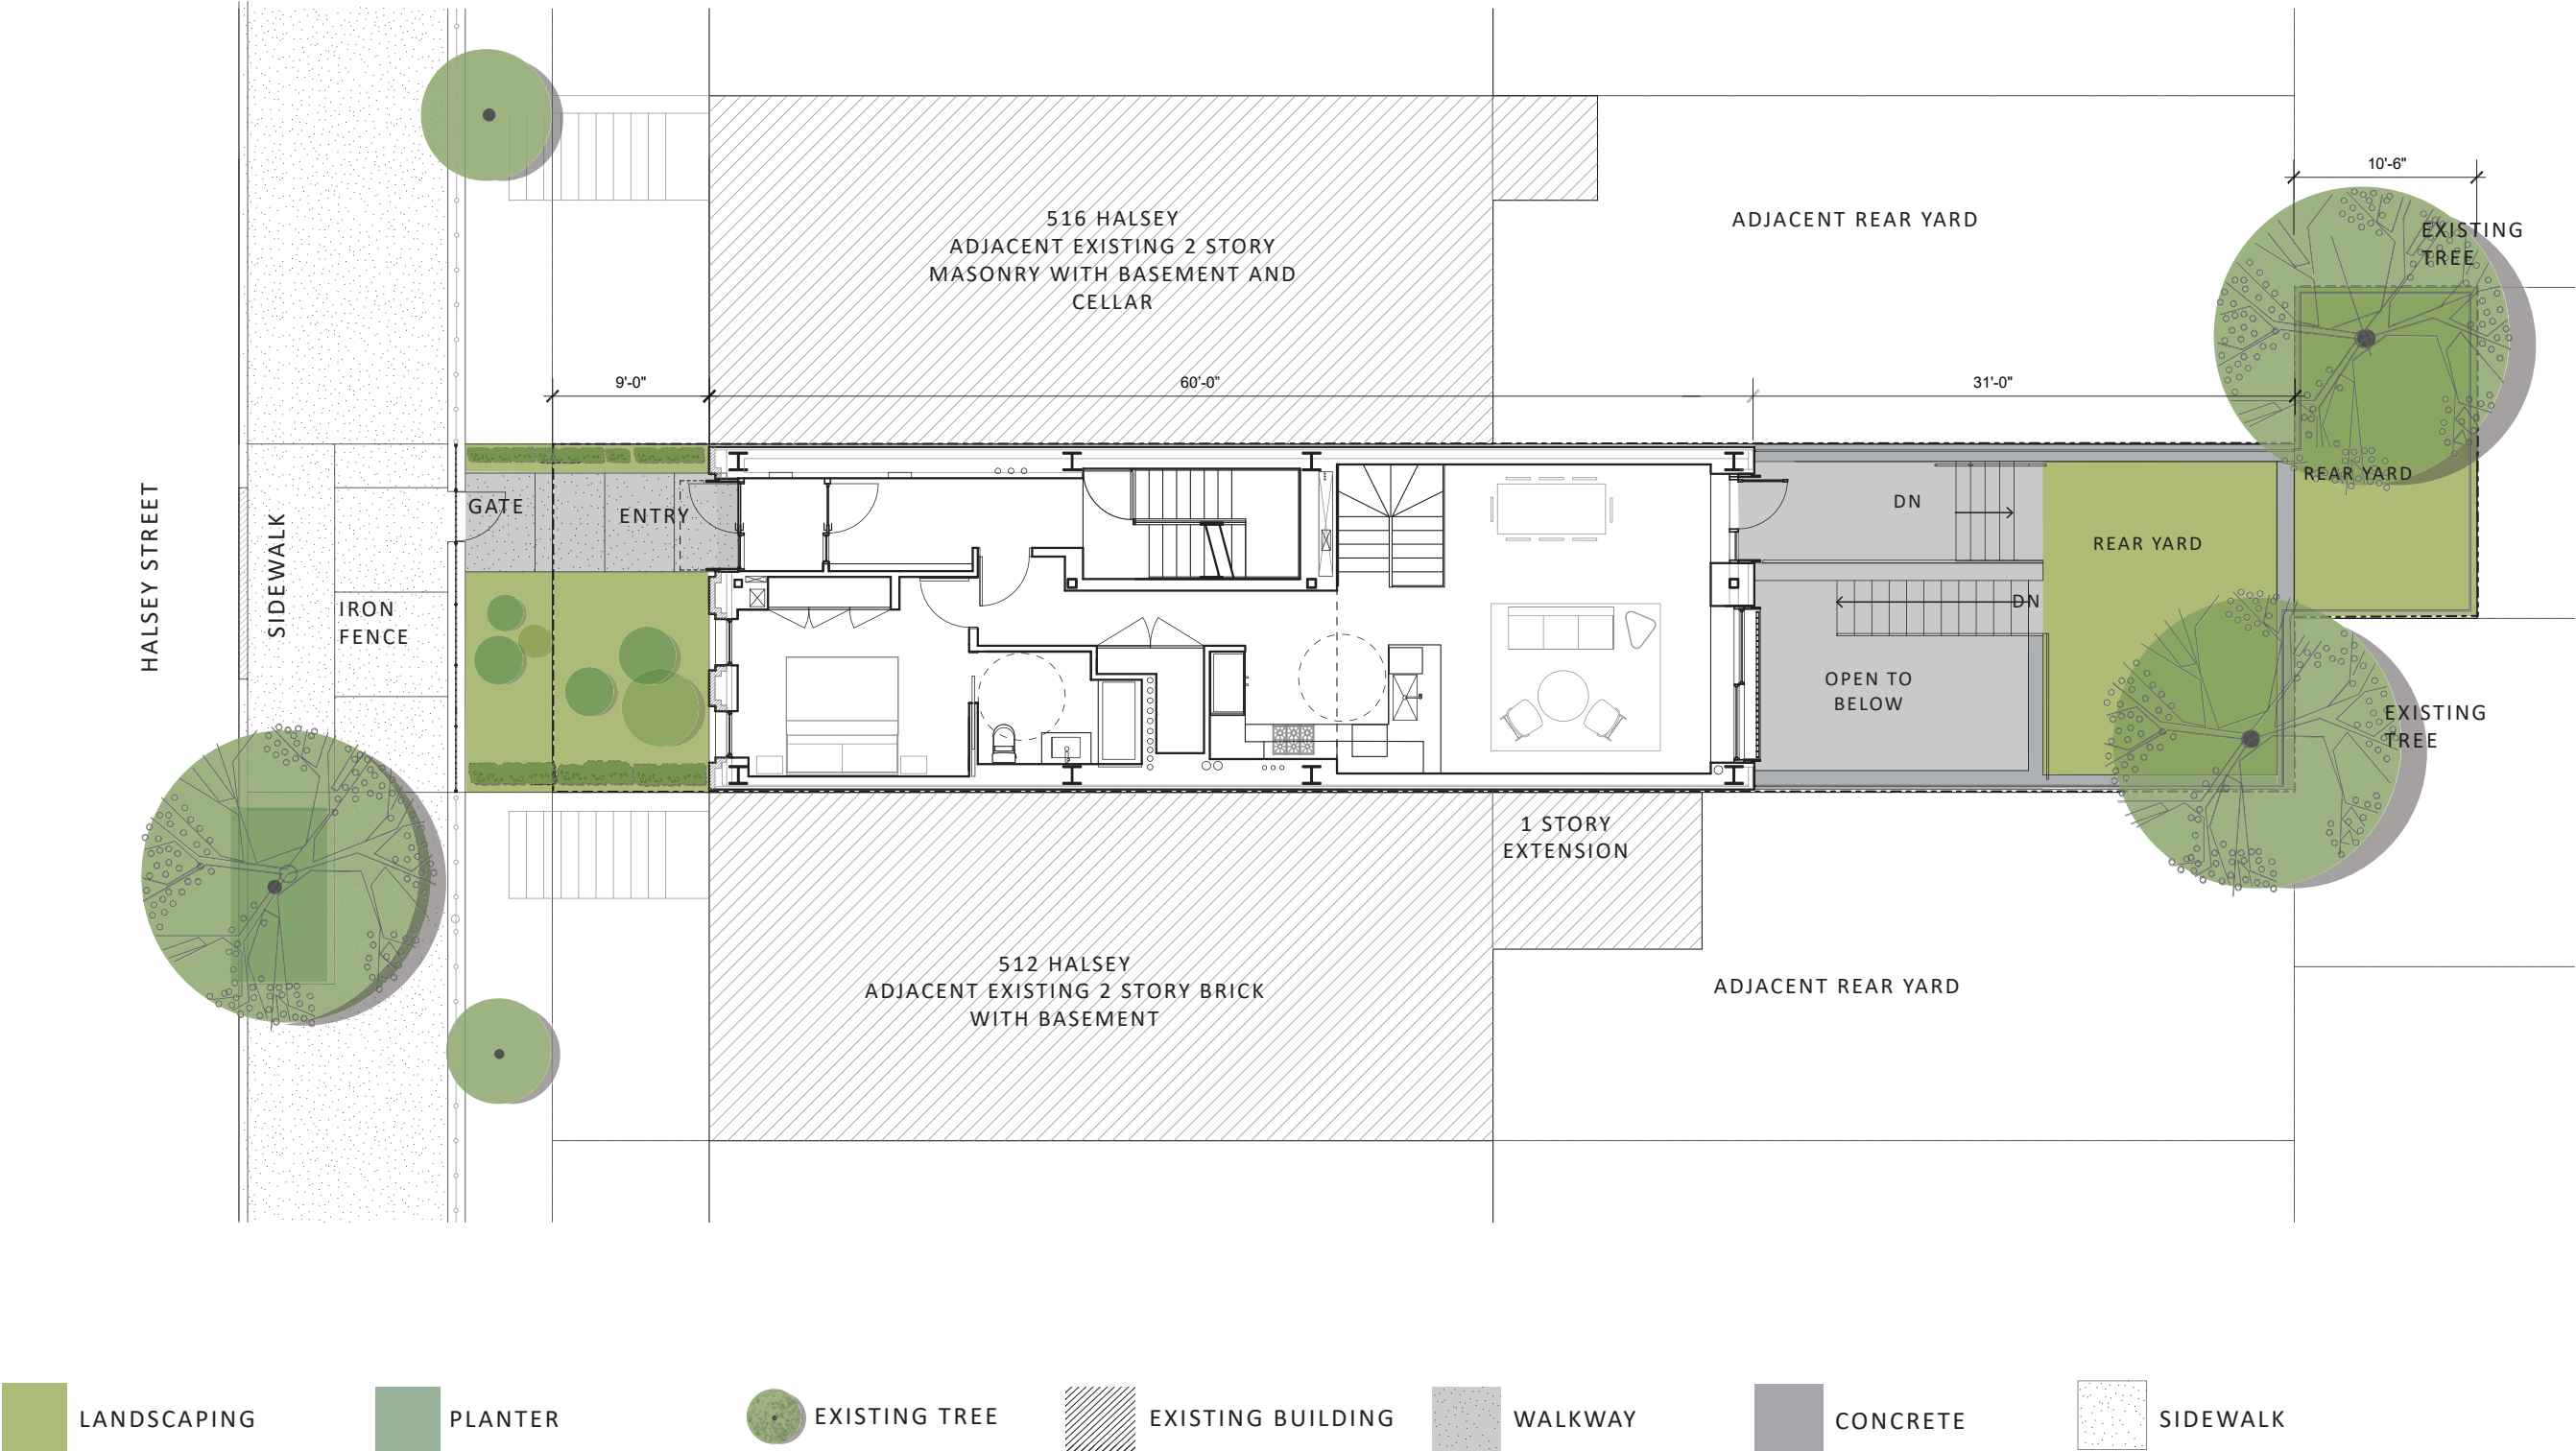 10'-6"
516 HALSEY
ADJACENT EXISTING 2 STORY
MASONRY WITH BASEMENT AND
CELLAR
ADJACENT REAR YARD
EXISTING
TREE
9'-0"
60'-0"
31'-0"
HALSEY STREET
SIDEWALK
IRON
FENCE
GATE
ENTRY
DN
REAR YARD
REAR YARD
DN
OPEN TO
BELOW
EXISTING
TREE
1 STORY
EXTENSION
512 HALSEY
ADJACENT EXISTING 2 STORY BRICK
WITH BASEMENT
ADJACENT REAR YARD
LANDSCAPING
PLANTER
EXISTING TREE
EXISTING BUILDING
WALKWAY
CONCRETE
SIDEWALK